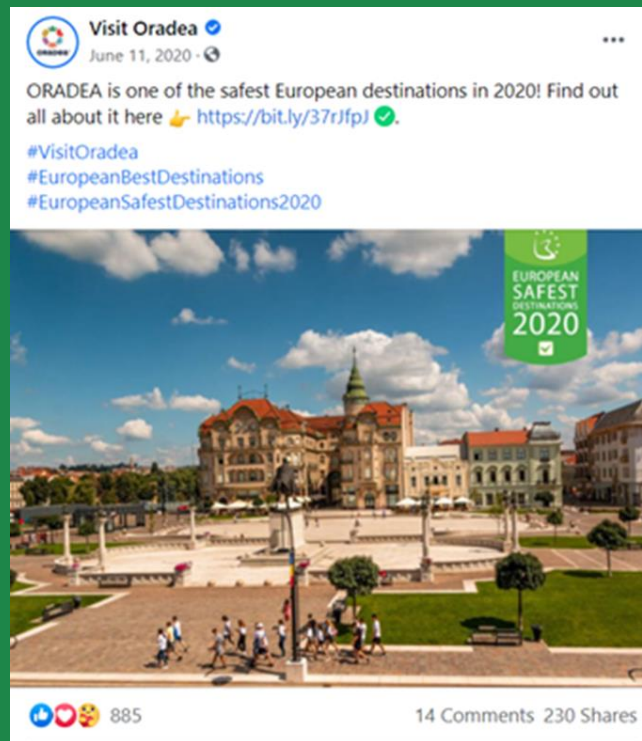 ORADEA
Visit Oradea
June 11, 2020 ·
ORADEA is one of the safest European destinations in 2020! Find out
all about it here 👉 https://bit.ly/37rJfpJ ✅.
#VisitOradea
#EuropeanBestDestinations
#EuropeanSafestDestinations2020
EUROPEAN
SAFEST
DESTINATIONS
2020
885
14 Comments 230 Shares